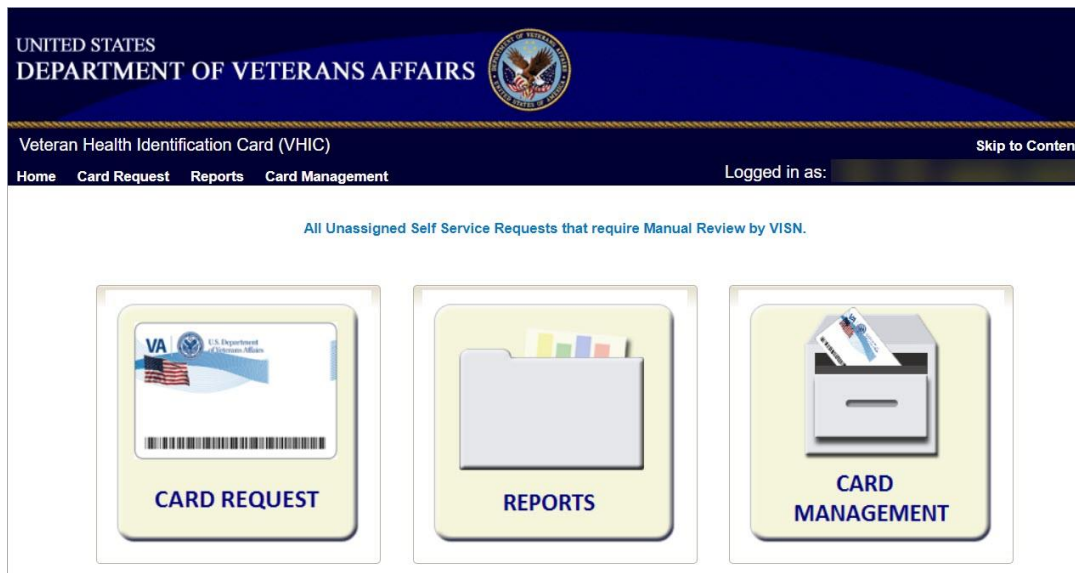 UNITED STATES
DEPARTMENT OF VETERANS AFFAIRS
Veteran Health Identification Card (VHIC)
Skip to Conten
Home Card Request Reports Card Management
Logged in as:
All Unassigned Self Service Requests that require Manual Review by VISN.
VA
U.S. Department
of Veterans Affairs
CARD REQUEST
REPORTS
VA
CARD
MANAGEMENT